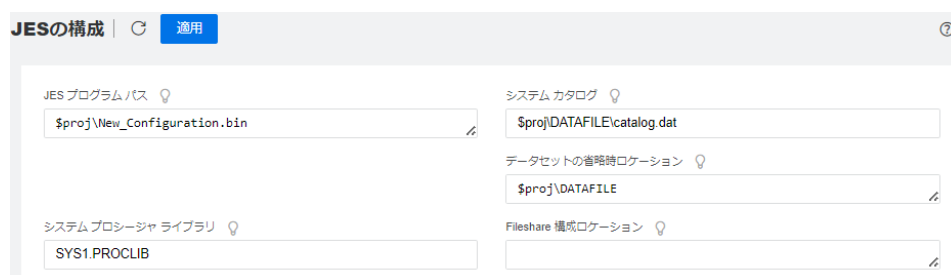 JESの構成
適用
JES プログラム パス
$proj\New_Configuration.bin
システム カタログ
$proj\DATAFILE\catalog.dat
データセットの省略時ロケーション
$proj\DATAFILE
システム プロシージャ ライブラリ
SYS1.PROCLIB
Fileshare 構成ロケーション